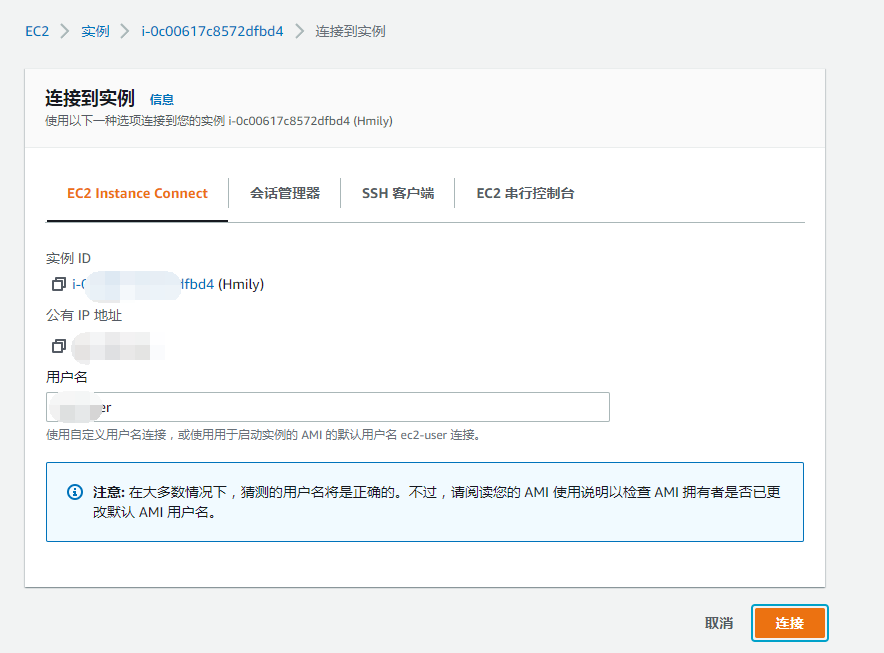 EC2 > 实例 > i-0c00617c8572dfbd4 > 连接到实例
连接到实例 信息
使用以下一种选项连接到您的实例 i-0c00617c8572dfbd4 (Hmily)
EC2 Instance Connect 会话管理器 SSH 客户端 EC2 串行控制台
实例 ID
dfbd4 (Hmily)
公有 IP 地址
用户名
er
使用自定义用户名连接，或使用用于启动实例的 AMI 的默认用户名 ec2-user 连接。
注意: 在大多数情况下，猜测的用户名将是正确的。不过，请阅读您的 AMI 使用说明以检查 AMI 拥有者是否已更
改默认 AMI 用户名。
取消 连接